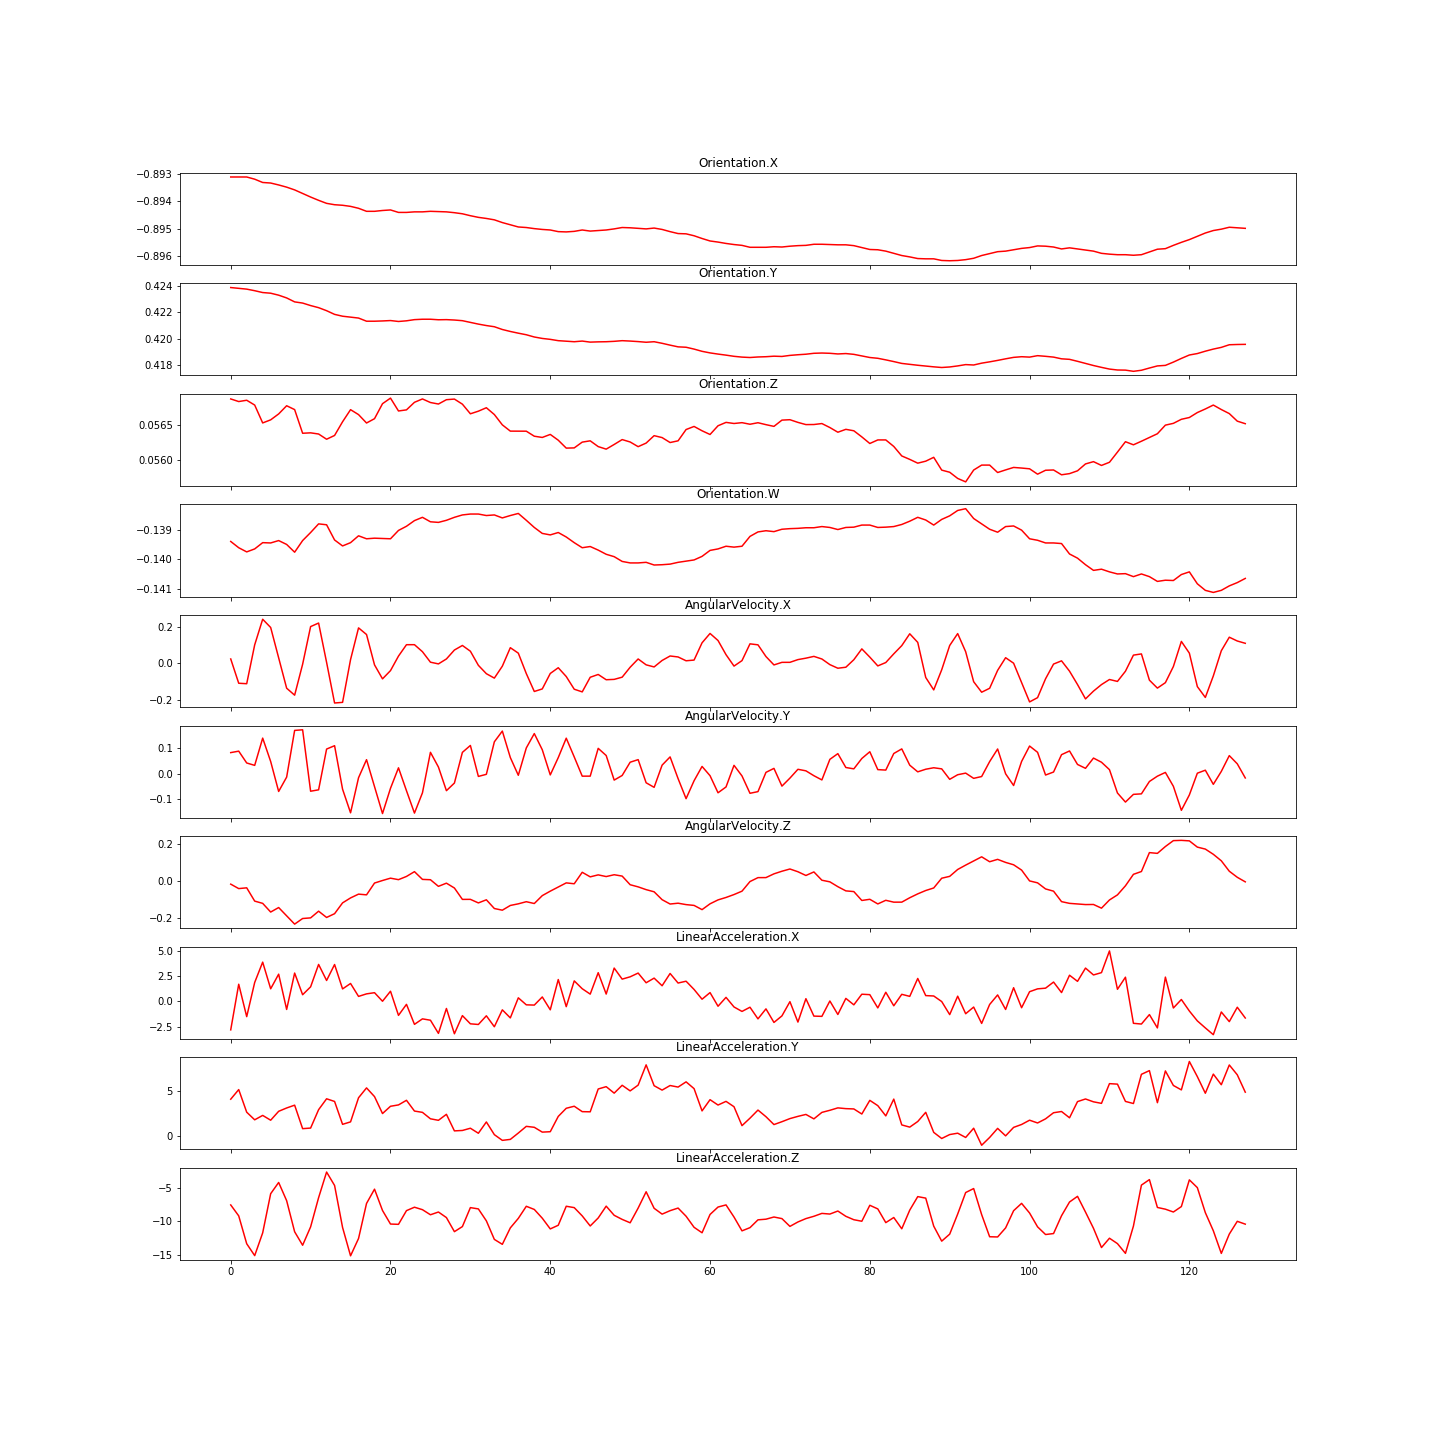 Orientation.X
−0.893
−0.894
−0.895
−0.896
Orientation.Y
0.424
0.422
0.420
0.418
Orientation.Z
0.0565
0.0560
Orientation.W
−0.139
−0.140
−0.141
AngularVelocity.X
0.2
0.0
−0.2
AngularVelocity.Y
0.1
0.0
−0.1
AngularVelocity.Z
0.2
0.0
−0.2
LinearAcceleration.X
5.0
2.5
0.0
−2.5
LinearAcceleration.Y
5
0
LinearAcceleration.Z
−5
−10
−15
0 20 40 60 80 100 120